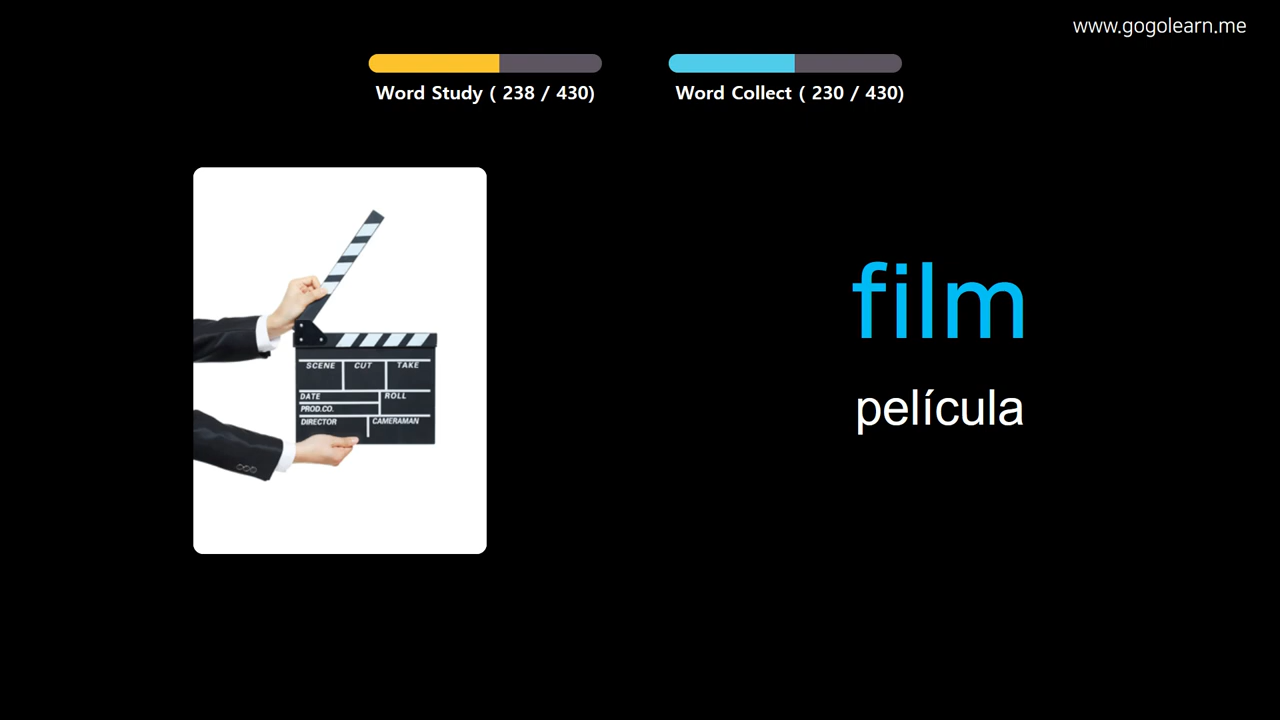 www.gogolearn.me
Word Study ( 238 / 430)
Word Collect ( 230 / 430)
SCENE CUT TAKE
DATE ROLL
PROD.CO.
DIRECTOR CAMERAMAN
film
película